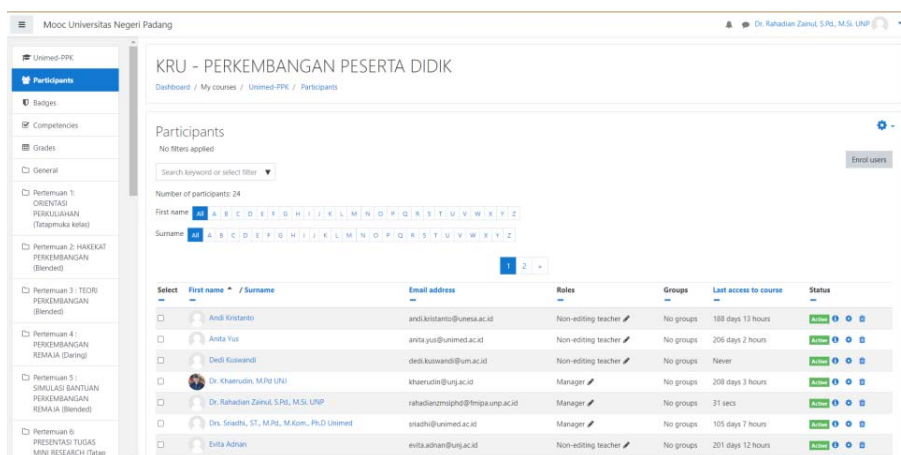 Mooc Universitas Negeri Padang
Dr. Rahadian Zainul, S.Pd., M.Si. UNP
Unimed-PPK
Participants
Badges
Competencies
Grades
General
Pertemuan 1:
ORIENTASI
PERKULIAHAN
(Tatapmuka kelas)
Pertemuan 2: HAKEKAT
PERKEMBANGAN
(Blended)
Pertemuan 3 : TEORI
PERKEMBANGAN
(Blended)
Pertemuan 4 :
PERKEMBANGAN
REMAJA (Daring)
Pertemuan 5 :
SIMULASI BANTUAN
PERKEMBANGAN
REMAJA (Blended)
Pertemuan 6:
PRESENTASI TUGAS
MINI RESEARCH (Tatap
KRU - PERKEMBANGAN PESERTA DIDIK
Dashboard / My courses / Unimed-PPK / Participants
Participants
No filters applied
Enrol users
Search keyword or select filter
Number of participants: 24
First name All A B C D E F G H I J K L M N O P Q R S T U V W X Y Z
Surname All A B C D E F G H I J K L M N O P Q R S T U V W X Y Z
1 2 »
Select First name / Surname Email address Roles Groups Last access to course Status
Andi Kristanto andi.kristanto@unesa.ac.id Non-editing teacher No groups 188 days 13 hours Active
Anita Yus anita.yus@unimed.ac.id Non-editing teacher No groups 206 days 2 hours Active
Dedi Kuswandi dedi.kuswandi@um.ac.id Non-editing teacher No groups Never Active
Dr. Khaerudin, M.Pd UNJ khaerudin@unj.ac.id Manager No groups 208 days 3 hours Active
Dr. Rahadian Zainul, S.Pd., M.Si. UNP rahadianzmsiphd@fmipa.unp.ac.id Manager No groups 31 secs Active
Drs. Sriadhi, ST., M.Pd., M.Kom., Ph.D Unimed sriadhi@unimed.ac.id Manager No groups 105 days 7 hours Active
Evita Adnan evita.adnan@unj.ac.id Non-editing teacher No groups 201 days 12 hours Active